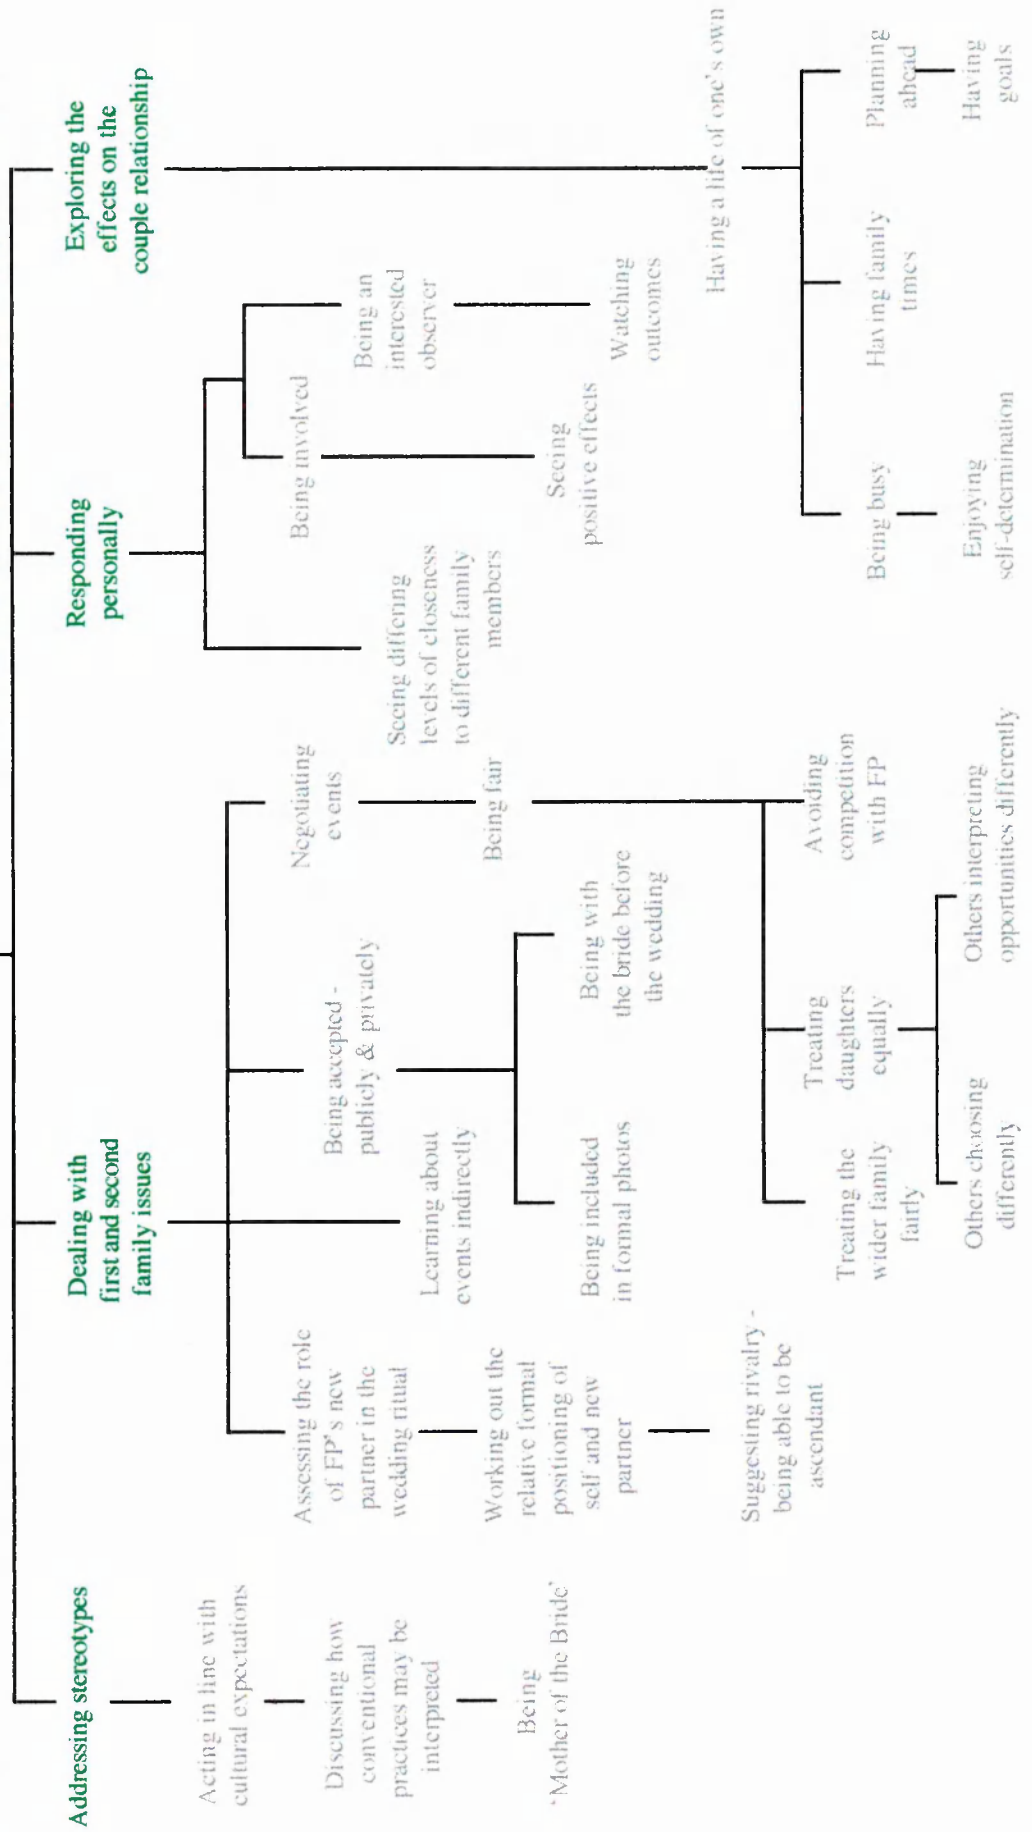 Addressing stereotypes
Acting in line with
cultural expectations
Discussing how
conventional
practices may be
interpreted
Being
'Mother of the Bride'
Dealing with
first and second
family issues
Assessing the role
of FP's new
partner in the
wedding ritual
Working out the
relative formal
positioning of
self and new
partner
Suggesting rivalry -
being able to be
ascendant
Learning about
events indirectly
Being accepted -
publicly & privately
Being included
in formal photos
Being with
the bride before
the wedding
Negotiating
events
Being fair
Treating the
wider family
fairly
Treating
daughters
equally
Others choosing
differently
Others interpreting
opportunities differently
Avoiding
competition
with FP
Responding
personally
Seeing differing
levels of closeness
to different family
members
Being involved
Seeing
positive effects
Being an
interested
observer
Watching
outcomes
Exploring the
effects on the
couple relationship
Having a life of one's own
Being busy
Enjoying
self-determination
Having family
times
Planning
ahead
Having
goals